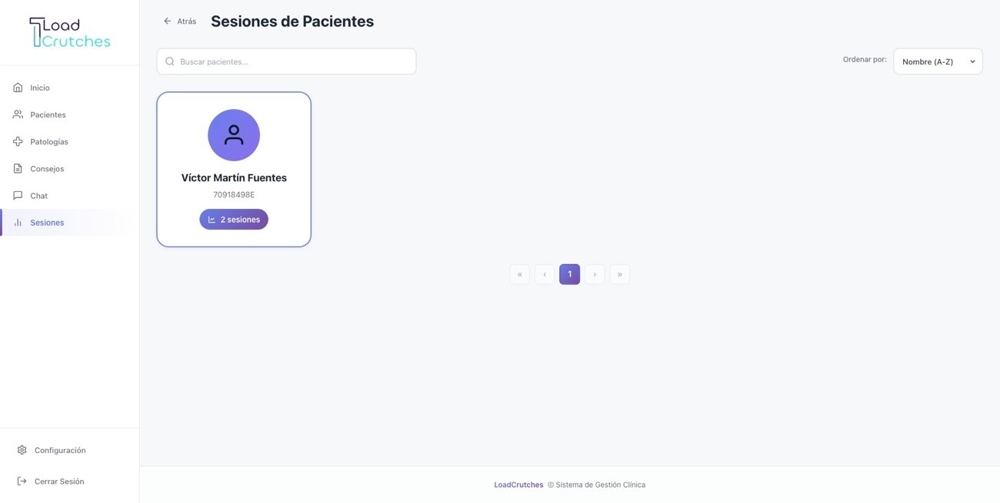 Load
Crutches
Inicio
Pacientes
Patologías
Consejos
Chat
Sesiones
Configuración
Cerrar Sesión
← Atrás
Sesiones de Pacientes
Buscar pacientes...
Ordenar por:
Nombre (A-Z)
Víctor Martín Fuentes
70918498E
2 sesiones
« ‹ 1 › »
LoadCrutches © Sistema de Gestión Clínica